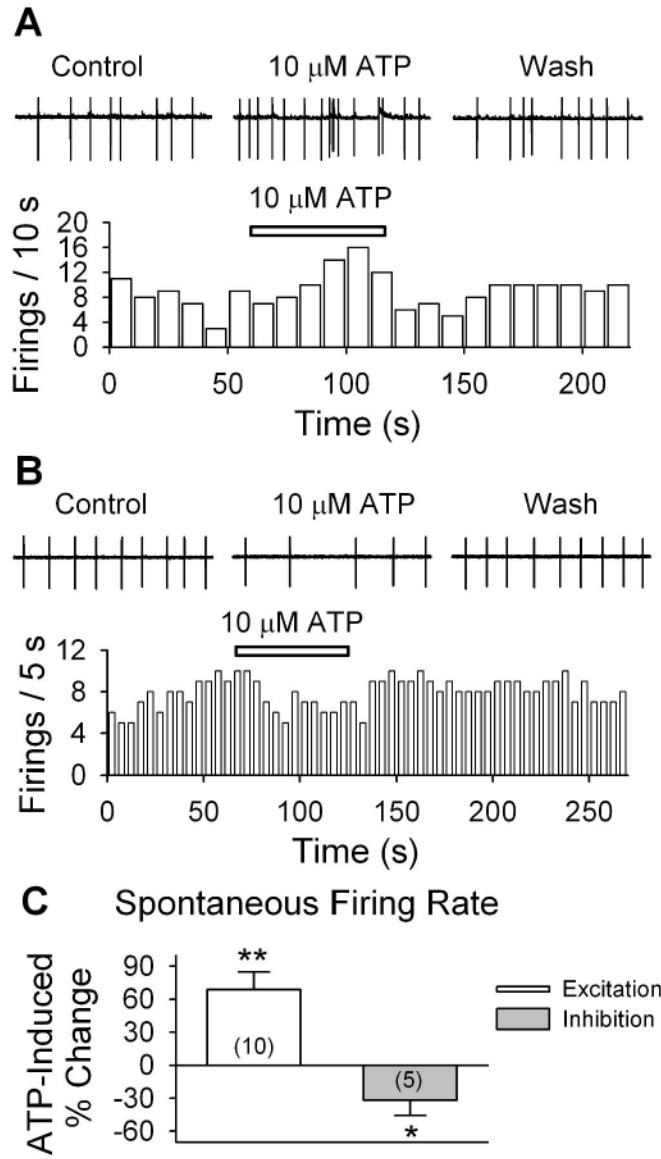 A
Control
10 μM ATP
Wash
10 μM ATP
Firings / 10 s
20
16
12
8
4
0
0
50
100
150
200
Time (s)
B
Control
10 μM ATP
Wash
10 μM ATP
Firings / 5 s
12
8
4
0
0
50
100
150
200
250
Time (s)
C
Spontaneous Firing Rate
ATP-Induced
% Change
90
60
30
0
-30
-60
**
(10)
(5)
*
Excitation
Inhibition